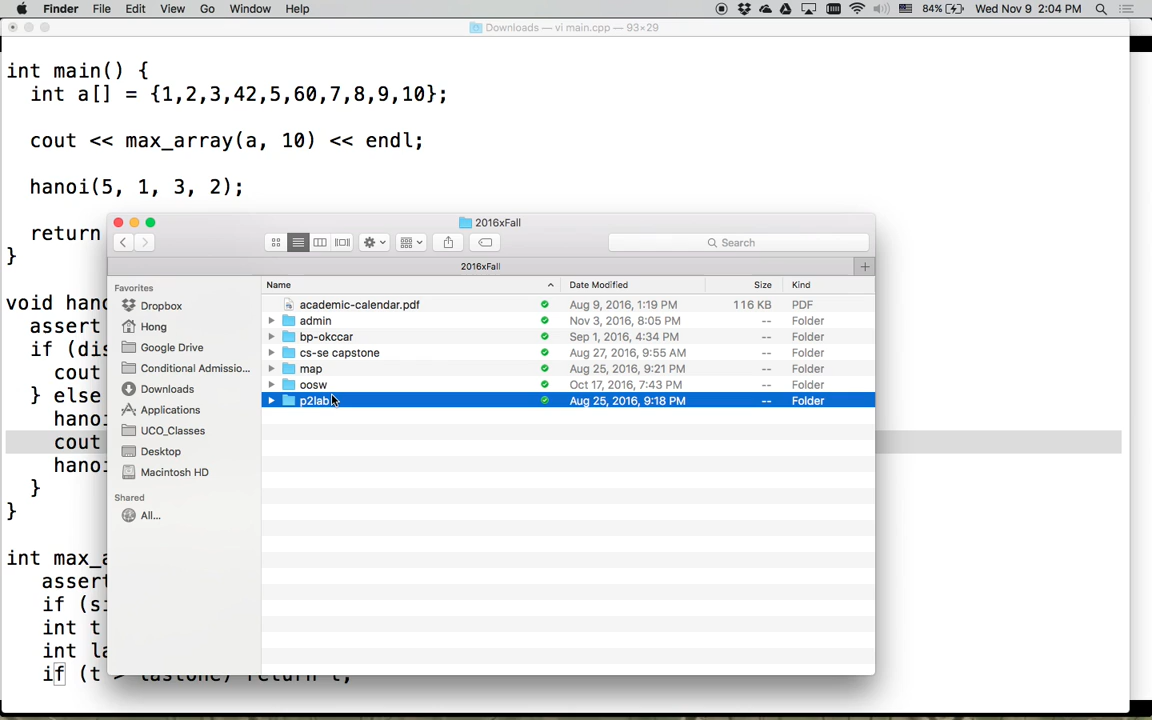 Finder File Edit View Go Window Help 84% Wed Nov 9 2:04 PM
Downloads — vi main.cpp — 93×29
int main() {
int a[] = {1,2,3,42,5,60,7,8,9,10};
cout << max_array(a, 10) << endl;
hanoi(5, 1, 3, 2);
return
}
void hano
assert
if (dis
cout
} else
hanoi
cout
hanoi
}
}
int max_a
assert
if (si
int t
int la
if (t > lastone) return t;
2016xFall
Search
2016xFall
Name Date Modified Size Kind
academic-calendar.pdf Aug 9, 2016, 1:19 PM 116 KB PDF
admin Nov 3, 2016, 8:05 PM -- Folder
bp-okccar Sep 1, 2016, 4:34 PM -- Folder
cs-se capstone Aug 27, 2016, 9:55 AM -- Folder
map Aug 25, 2016, 9:21 PM -- Folder
oosw Oct 17, 2016, 7:43 PM -- Folder
p2lab Aug 25, 2016, 9:18 PM -- Folder
Favorites
Dropbox
Hong
Google Drive
Conditional Admissio...
Downloads
Applications
UCO_Classes
Desktop
Macintosh HD
Shared
All...